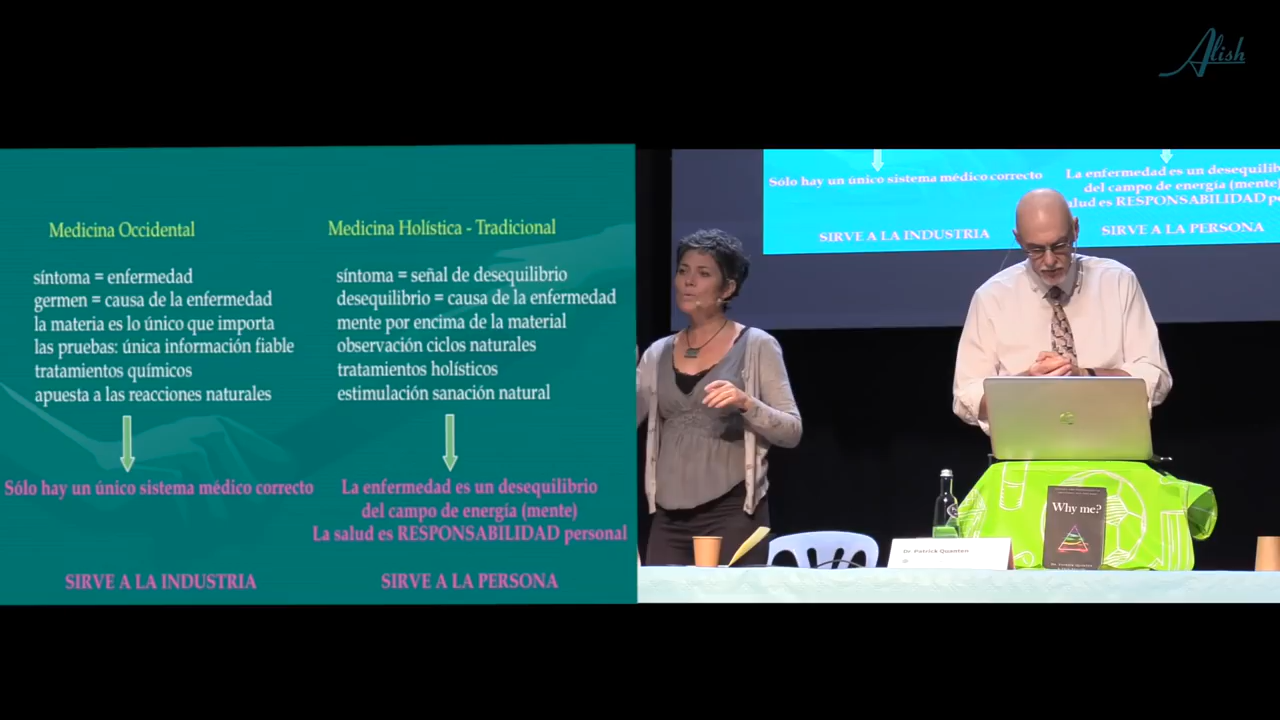 Alish
Medicina Occidental
síntoma = enfermedad
germen = causa de la enfermedad
la materia es lo único que importa
las pruebas: única información fiable
tratamientos químicos
apuesta a las reacciones naturales
Sólo hay un único sistema médico correcto
SIRVE A LA INDUSTRIA
Medicina Holística - Tradicional
síntoma = señal de desequilibrio
desequilibrio = causa de la enfermedad
mente por encima de la material
observación ciclos naturales
tratamientos holísticos
estimulación sanación natural
La enfermedad es un desequilibrio
del campo de energía (mente)
La salud es RESPONSABILIDAD personal
SIRVE A LA PERSONA
Sólo hay un único sistema médico correcto
SIRVE A LA INDUSTRIA
La enfermedad es un desequilib
del campo de energía (mente)
alud es RESPONSABILIDAD pe
SIRVE A LA PERSONA
Dr. Patrick Quanten
Why me?